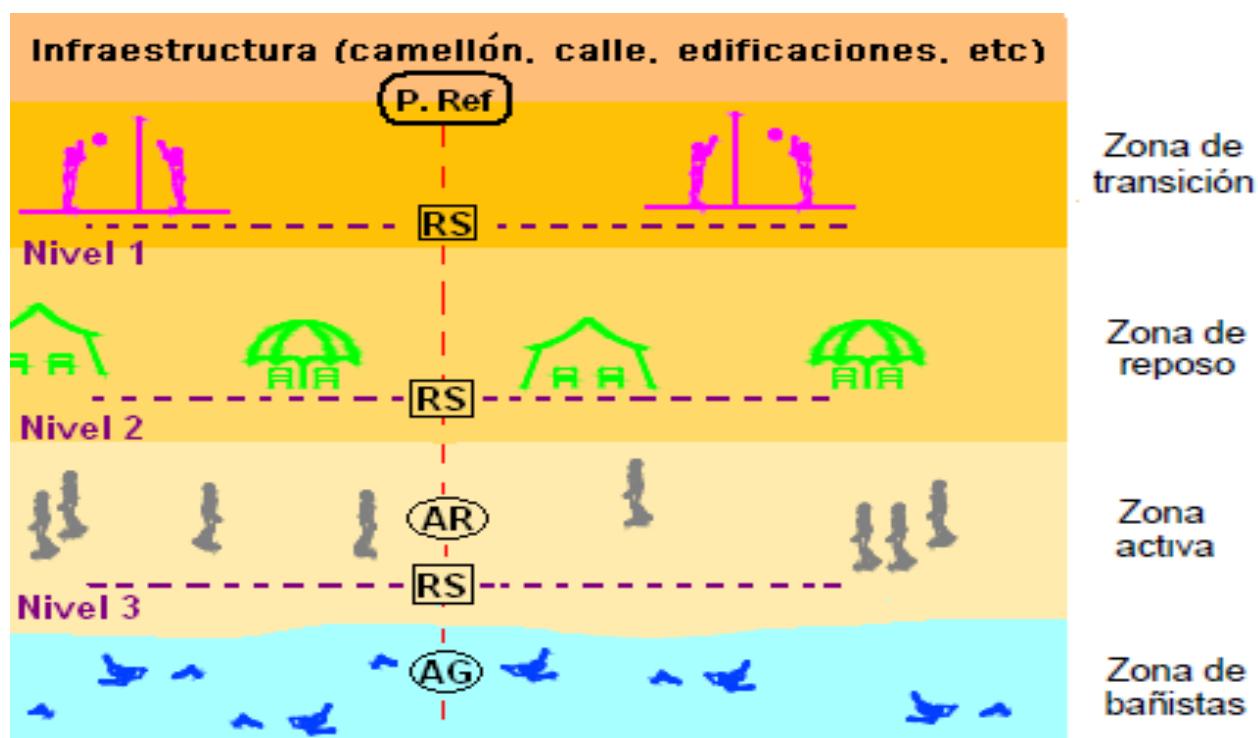 Infraestructura (camellón, calle, edificaciones, etc)
P. Ref
Zona de
transición
RS
Nivel 1
Zona de
reposo
RS
Nivel 2
AR
Zona
activa
RS
Nivel 3
AG
Zona de
bañistas